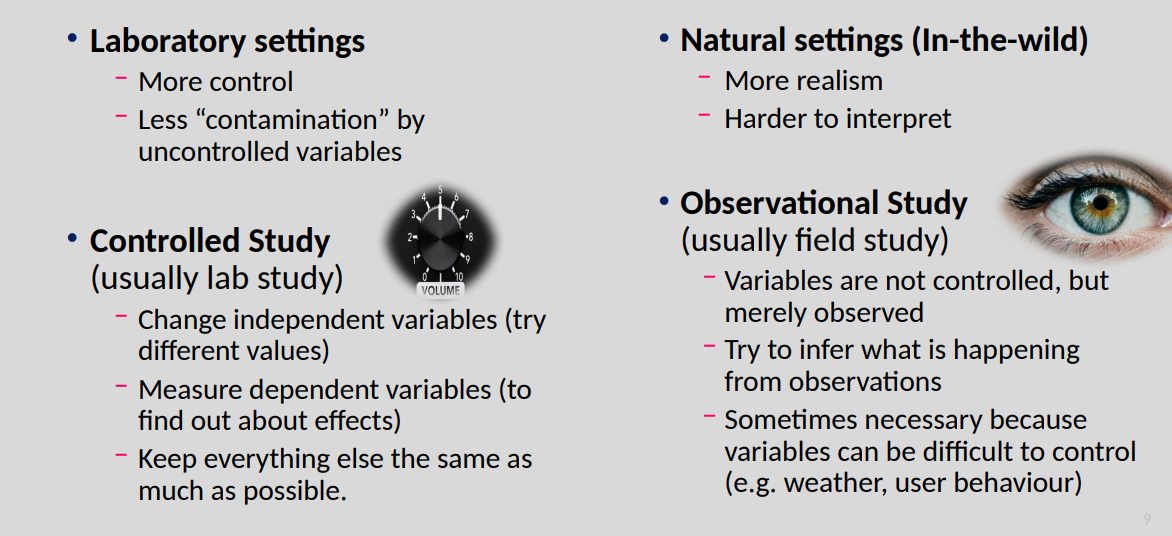 • Laboratory settings
– More control
– Less “contamination” by
uncontrolled variables
• Controlled Study
(usually lab study)
– Change independent variables (try
different values)
– Measure dependent variables (to
find out about effects)
– Keep everything else the same as
much as possible.
0
1
2
3
4
5
7
8
9
10
VOLUME
• Natural settings (In-the-wild)
– More realism
– Harder to interpret
• Observational Study
(usually field study)
– Variables are not controlled, but
merely observed
– Try to infer what is happening
from observations
– Sometimes necessary because
variables can be difficult to control
(e.g. weather, user behaviour)
9